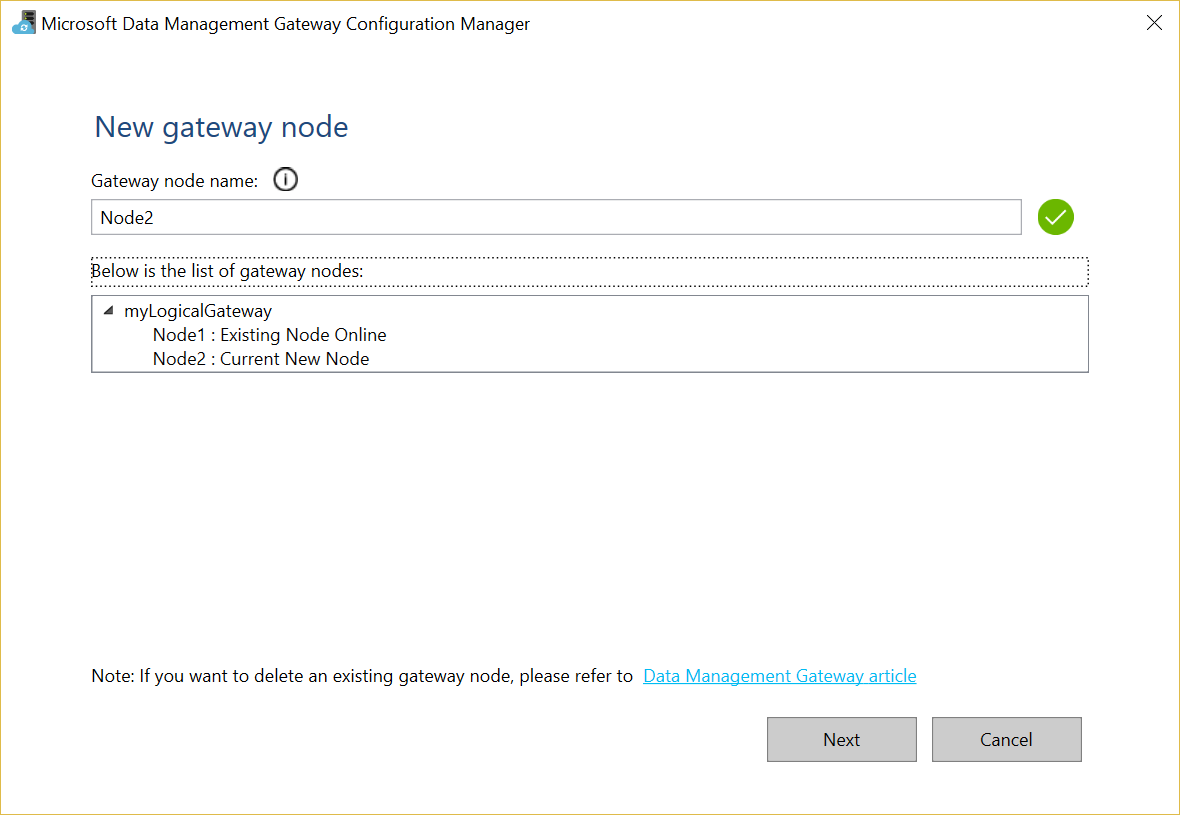 Microsoft Data Management Gateway Configuration Manager
New gateway node
Gateway node name:
Node2
Below is the list of gateway nodes:
myLogicalGateway
Node1 : Existing Node Online
Node2 : Current New Node
Note: If you want to delete an existing gateway node, please refer to Data Management Gateway article
Next Cancel